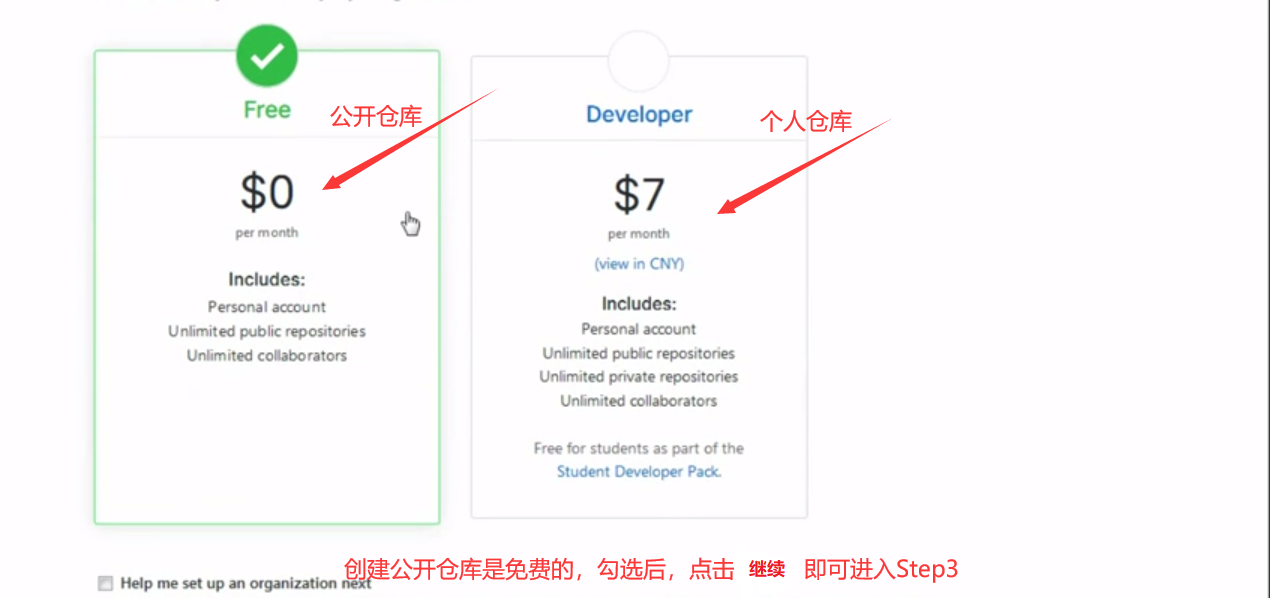 Free
公开仓库
$0
per month
Includes:
Personal account
Unlimited public repositories
Unlimited collaborators
Developer
个人仓库
$7
per month
(view in CNY)
Includes:
Personal account
Unlimited public repositories
Unlimited private repositories
Unlimited collaborators
Free for students as part of the
Student Developer Pack.
创建公开仓库是免费的，勾选后，点击 继续 即可进入Step3
Help me set up an organization next